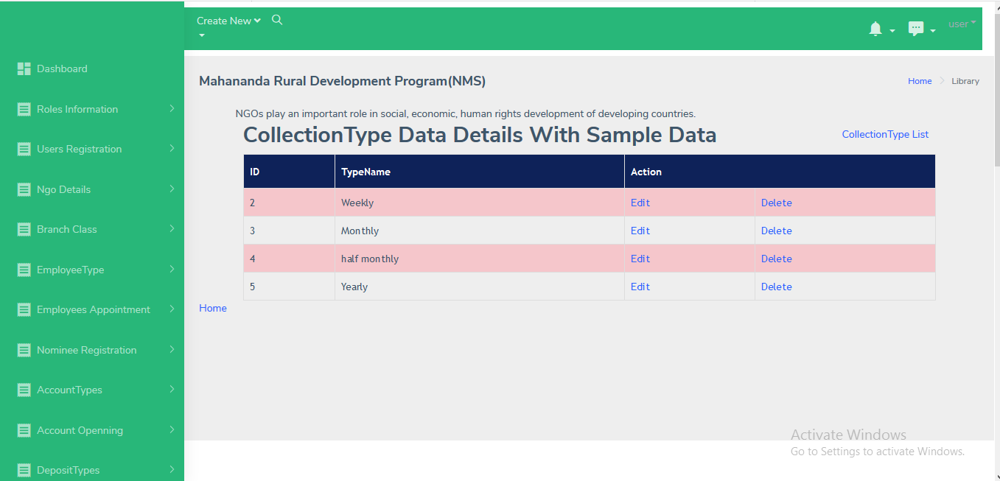 Create New
user
Dashboard
Roles Information
Users Registration
Ngo Details
Branch Class
EmployeeType
Employees Appointment
Nominee Registration
AccountTypes
Account Openning
DepositTypes
Mahananda Rural Development Program(NMS)
Home Library
NGOs play an important role in social, economic, human rights development of developing countries.
CollectionType Data Details With Sample Data
CollectionType List
ID TypeName Action
2 Weekly Edit Delete
3 Monthly Edit Delete
4 half monthly Edit Delete
5 Yearly Edit Delete
Home
Activate Windows
Go to Settings to activate Windows.